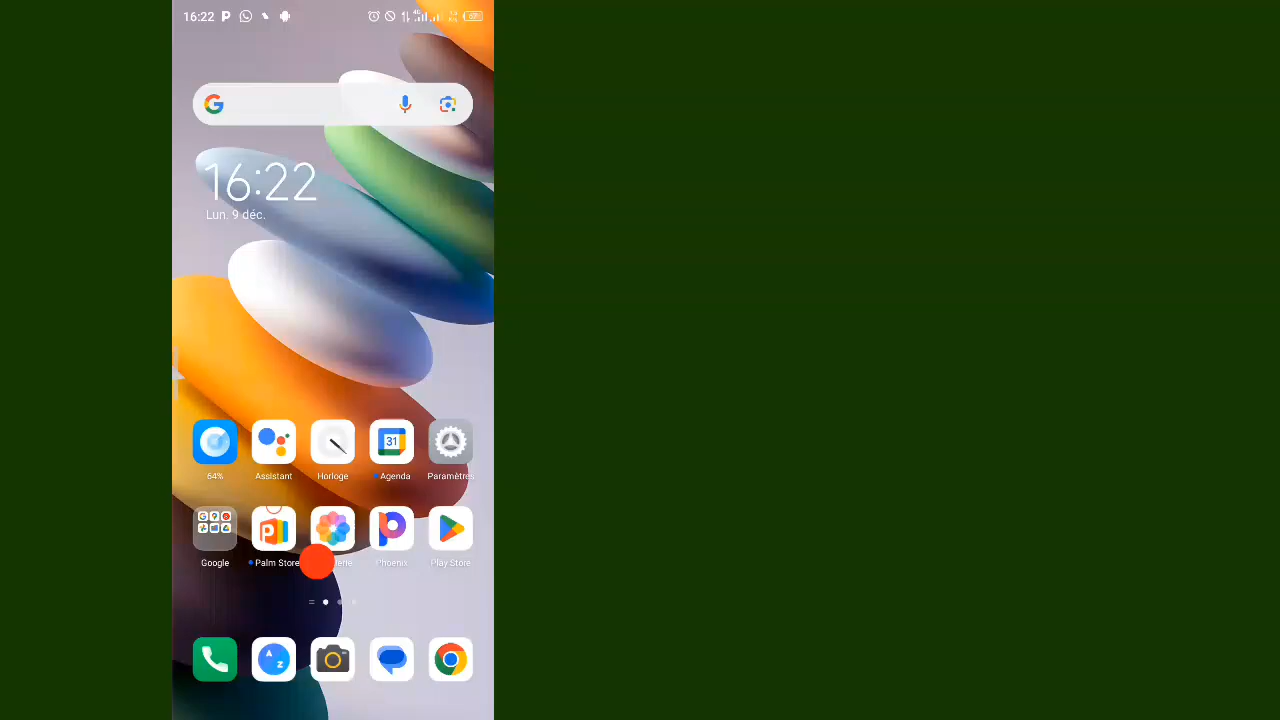 16:22
16:22
Lun. 9 déc.
64% Assistant Horloge Agenda Paramètres
Google Palm Store Phoenix Play Store